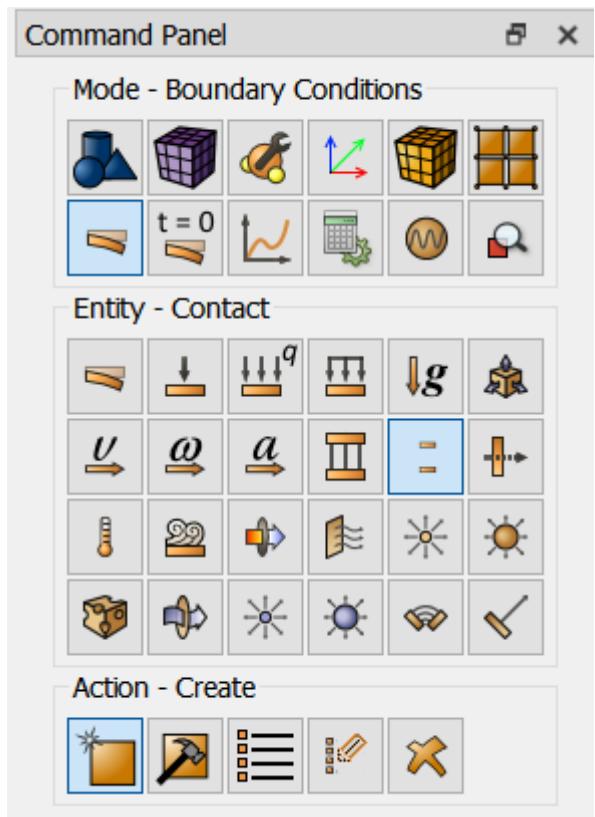 Command Panel
Mode - Boundary Conditions
t = 0
Entity - Contact
q
g
υ ω a
Action - Create